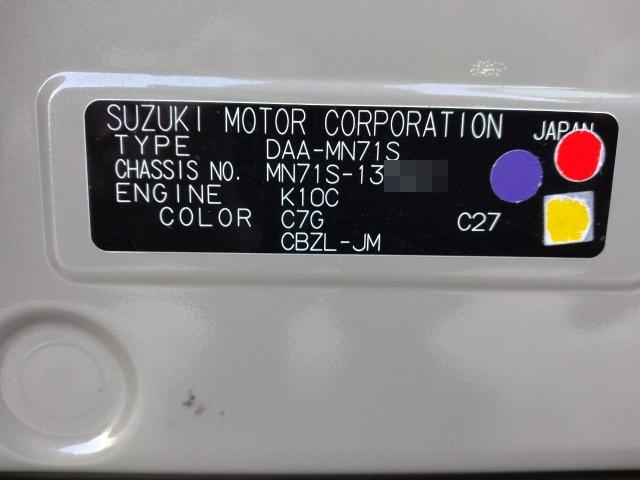 SUZUKI MOTOR CORPORATION JAPAN
TYPE DAA-MN71S
CHASSIS NO. MN71S-13
ENGINE K10C
COLOR C7G C27
CBZL-JM